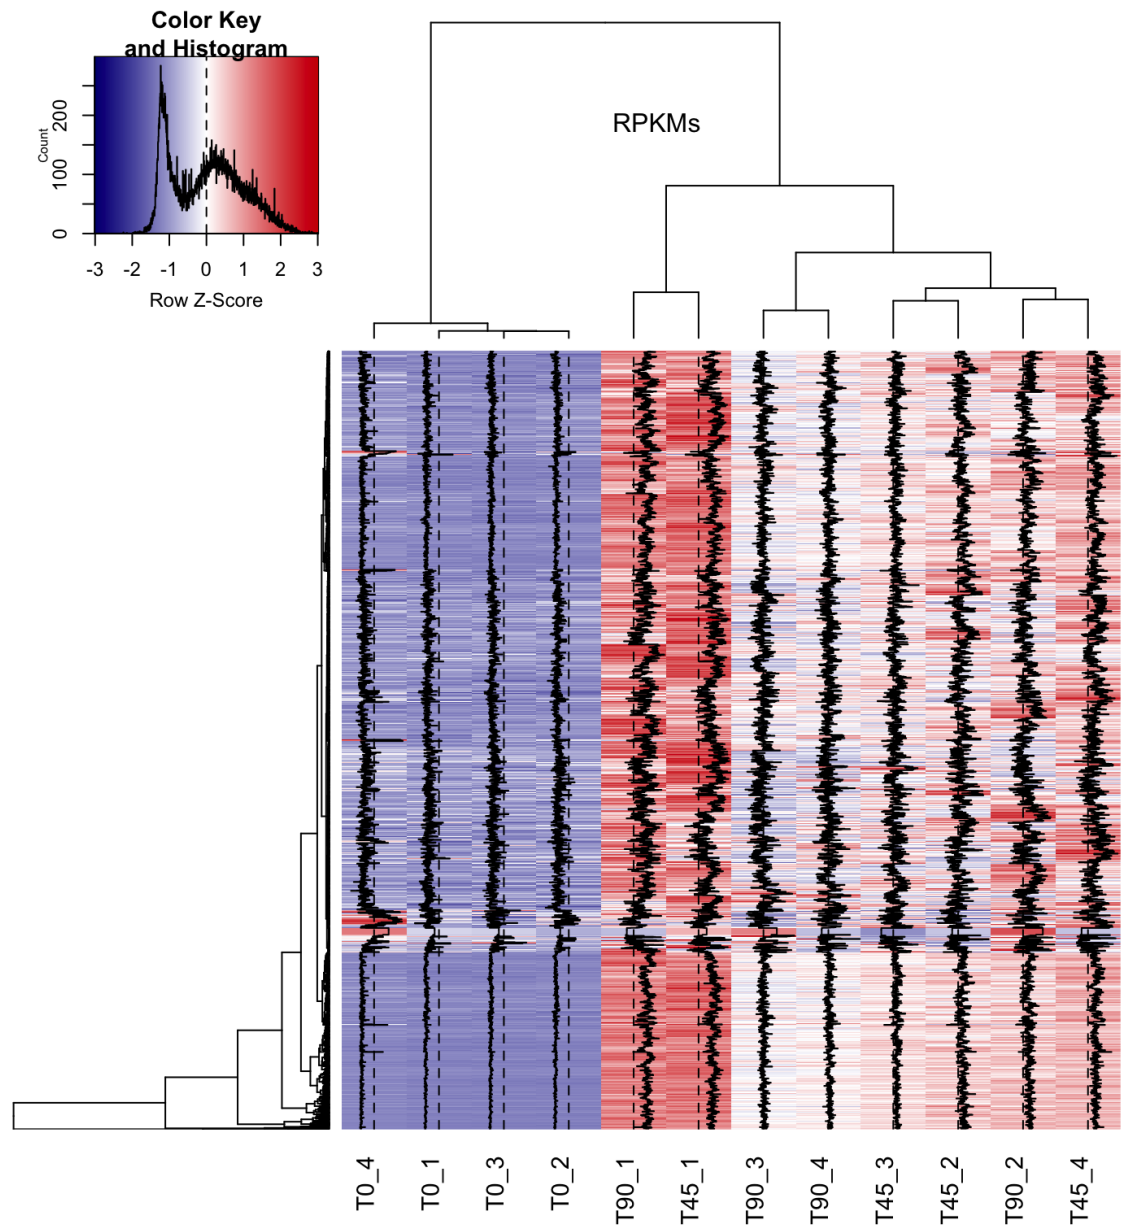 Color Key
and Histogram
Count
0 100 200
-3 -2 -1 0 1 2 3
Row Z-Score
RPKMs
T0_4 T0_1 T0_3 T0_2 T90_1 T45_1 T90_3 T90_4 T45_3 T45_2 T90_2 T45_4